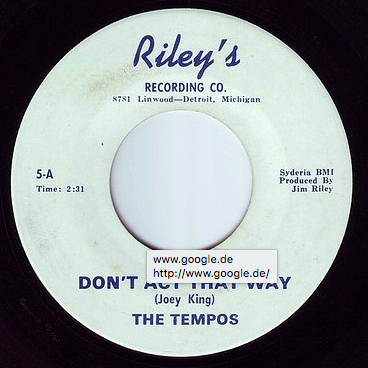 Riley's
RECORDING CO.
8781 Linwood—Detroit, Michigan
5-A
Time: 2:31
Syderia BMI
Produced By
Jim Riley
www.google.de
http://www.google.de/
DON'T ACT THAT WAY
(Joey King)
THE TEMPOS